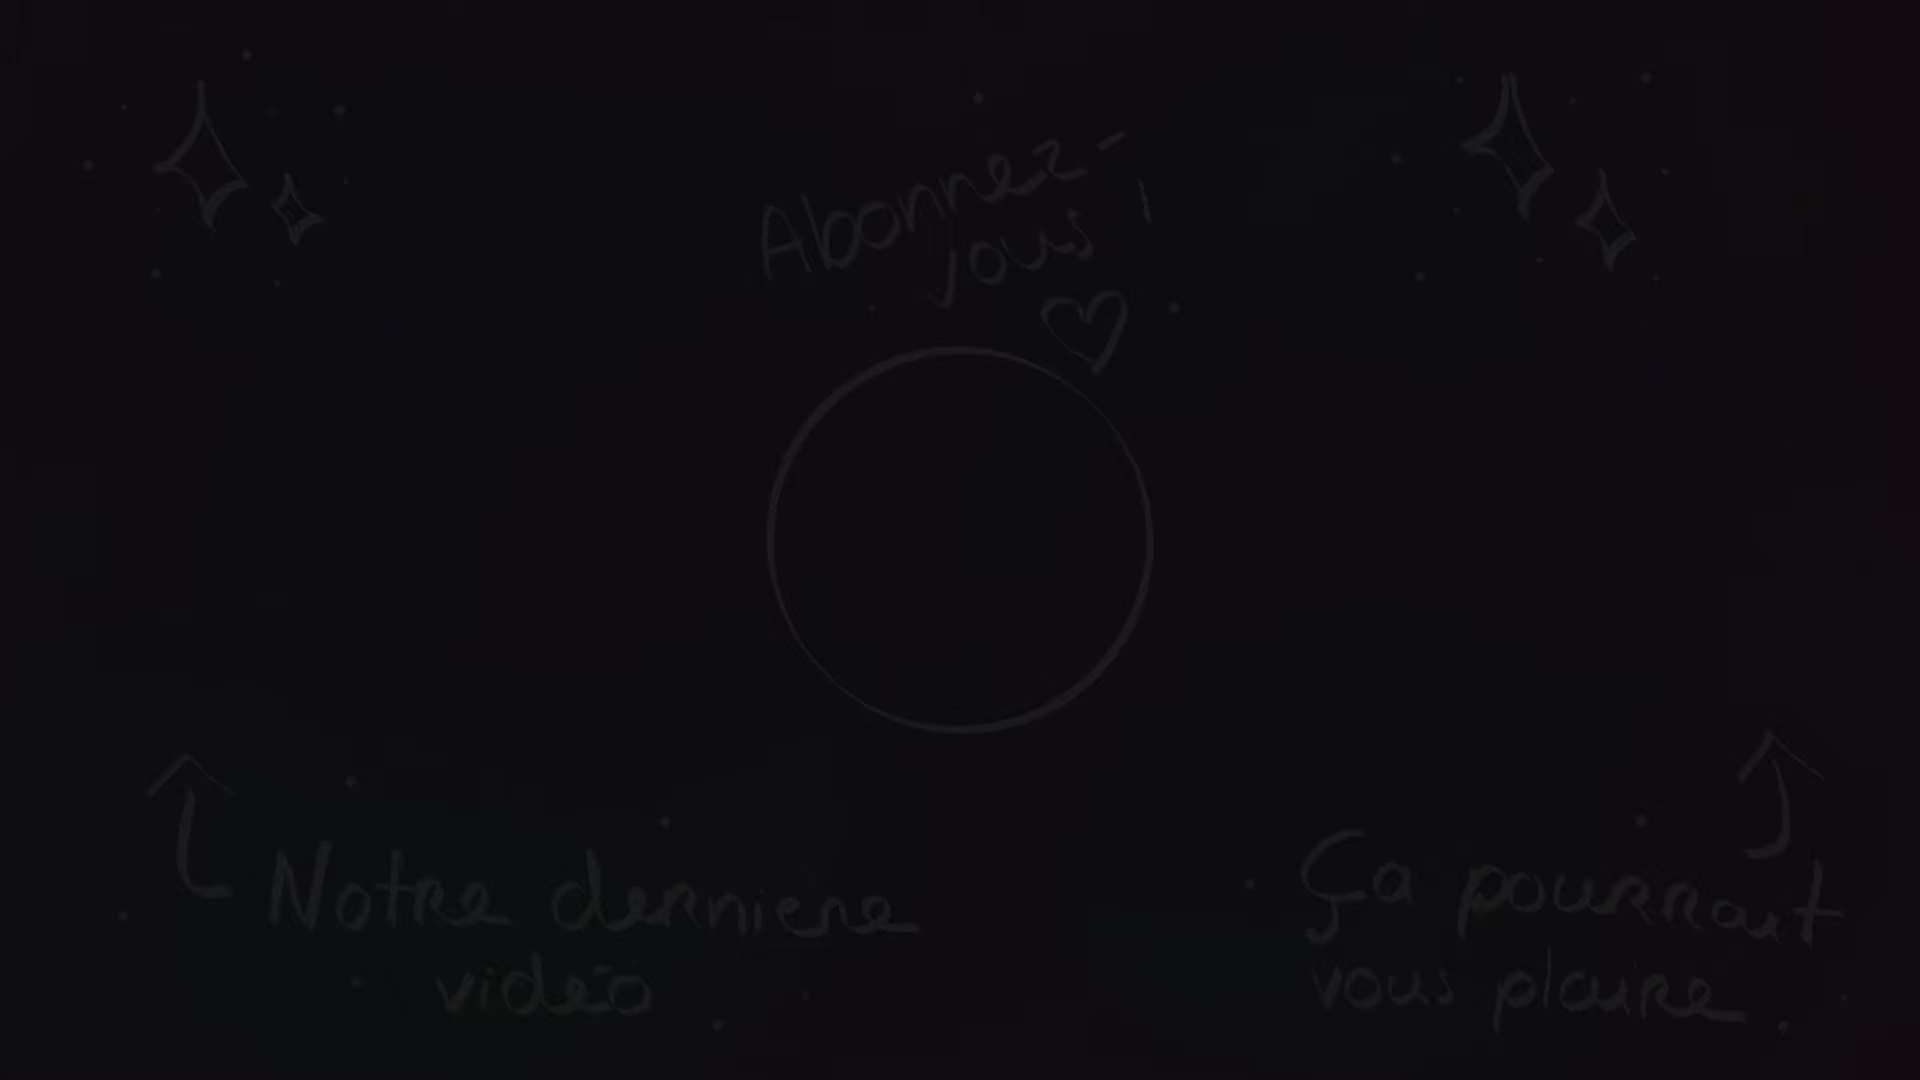 Abonnez-
vous !
Notre dernière
vidéo
Ça pourrait
vous plaire